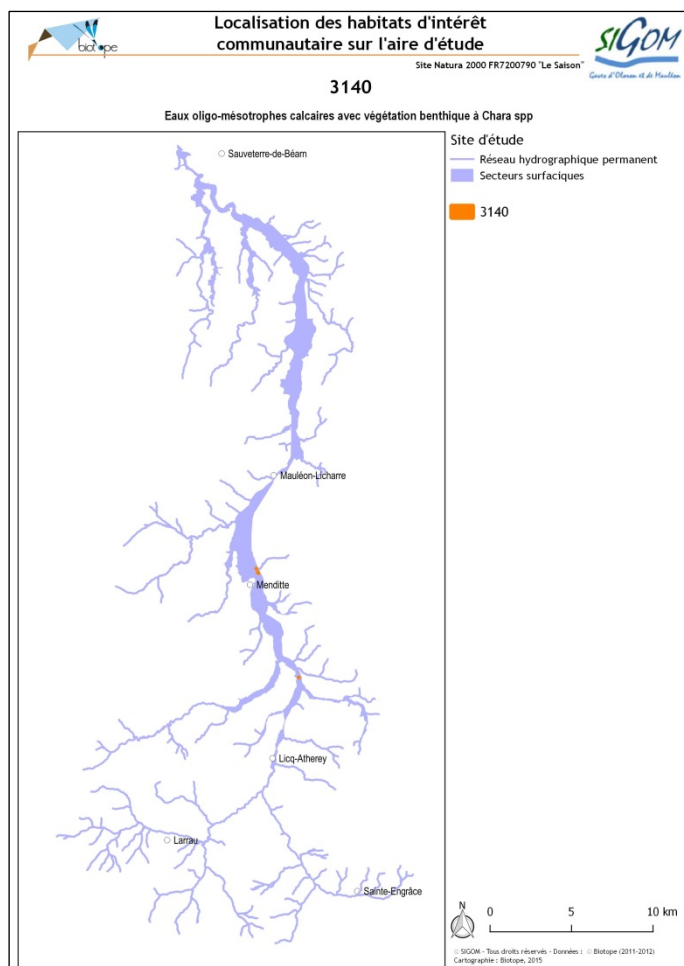 biotope
Localisation des habitats d'intérêt
communautaire sur l'aire d'étude
Site Natura 2000 FR7200790 "Le Saison"
SIGOM
Gaves d'Oloron et de Mauléon
3140
Eaux oligo-mésotrophes calcaires avec végétation benthique à Chara spp
Site d'étude
Réseau hydrographique permanent
Secteurs surfaciques
3140
Sauveterre-de-Béarn
Mauléon-Licharre
Menditte
Licq-Atherey
Larrau
Sainte-Engrâce
N
0 5 10 km
© SIGOM - Tous droits réservés - Données : © Biotope (2011-2012)
Cartographie : Biotope, 2015